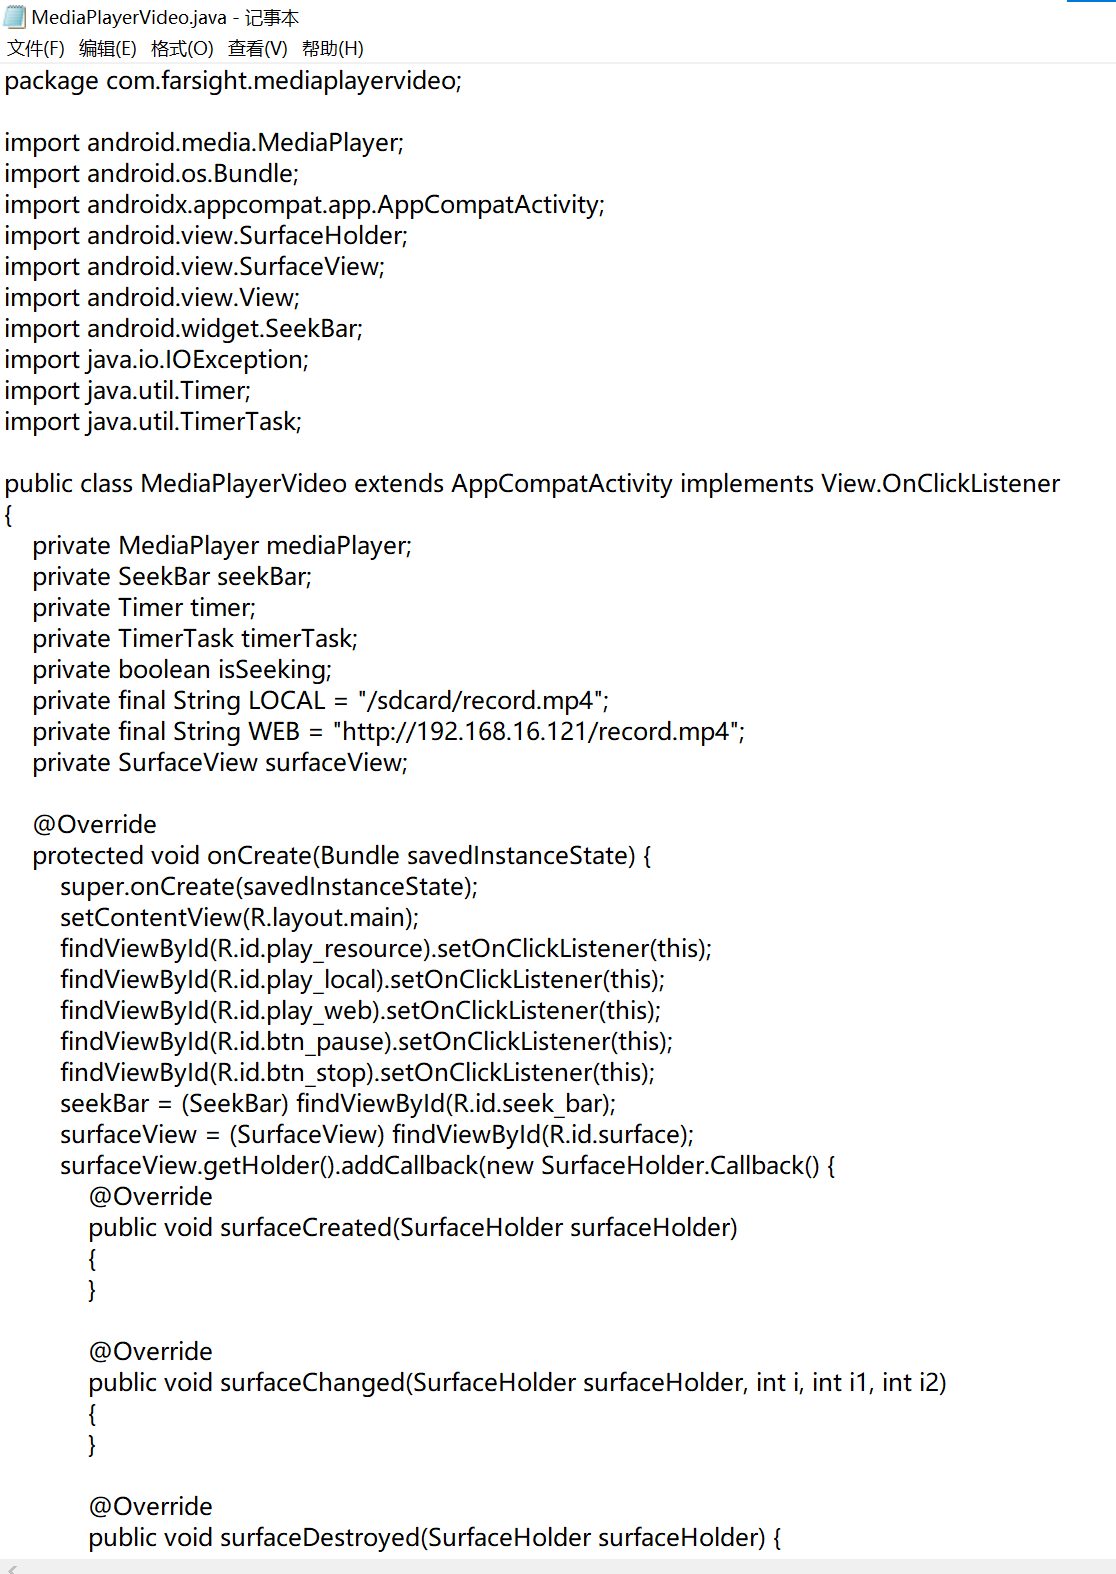 MediaPlayerVideo.java - 记事本
文件(F) 编辑(E) 格式(O) 查看(V) 帮助(H)
package com.farsight.mediaplayervideo;

import android.media.MediaPlayer;
import android.os.Bundle;
import androidx.appcompat.app.AppCompatActivity;
import android.view.SurfaceHolder;
import android.view.SurfaceView;
import android.view.View;
import android.widget.SeekBar;
import java.io.IOException;
import java.util.Timer;
import java.util.TimerTask;

public class MediaPlayerVideo extends AppCompatActivity implements View.OnClickListener
{
    private MediaPlayer mediaPlayer;
    private SeekBar seekBar;
    private Timer timer;
    private TimerTask timerTask;
    private boolean isSeeking;
    private final String LOCAL = "/sdcard/record.mp4";
    private final String WEB = "http://192.168.16.121/record.mp4";
    private SurfaceView surfaceView;

    @Override
    protected void onCreate(Bundle savedInstanceState) {
        super.onCreate(savedInstanceState);
        setContentView(R.layout.main);
        findViewById(R.id.play_resource).setOnClickListener(this);
        findViewById(R.id.play_local).setOnClickListener(this);
        findViewById(R.id.play_web).setOnClickListener(this);
        findViewById(R.id.btn_pause).setOnClickListener(this);
        findViewById(R.id.btn_stop).setOnClickListener(this);
        seekBar = (SeekBar) findViewById(R.id.seek_bar);
        surfaceView = (SurfaceView) findViewById(R.id.surface);
        surfaceView.getHolder().addCallback(new SurfaceHolder.Callback() {
            @Override
            public void surfaceCreated(SurfaceHolder surfaceHolder)
            {
            }

            @Override
            public void surfaceChanged(SurfaceHolder surfaceHolder, int i, int i1, int i2)
            {
            }

            @Override
            public void surfaceDestroyed(SurfaceHolder surfaceHolder) {